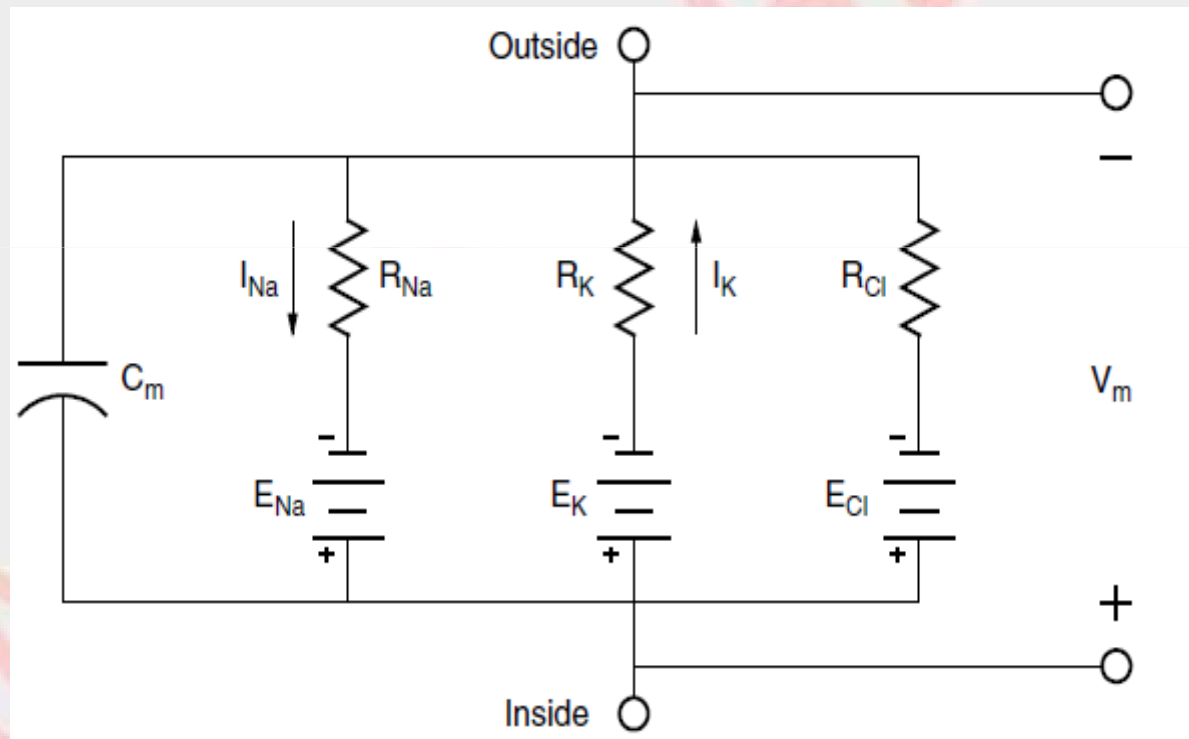 Outside
−
I_Na R_Na R_K I_K R_Cl
C_m V_m
- - -
E_Na E_K E_Cl
+ + +
+
Inside